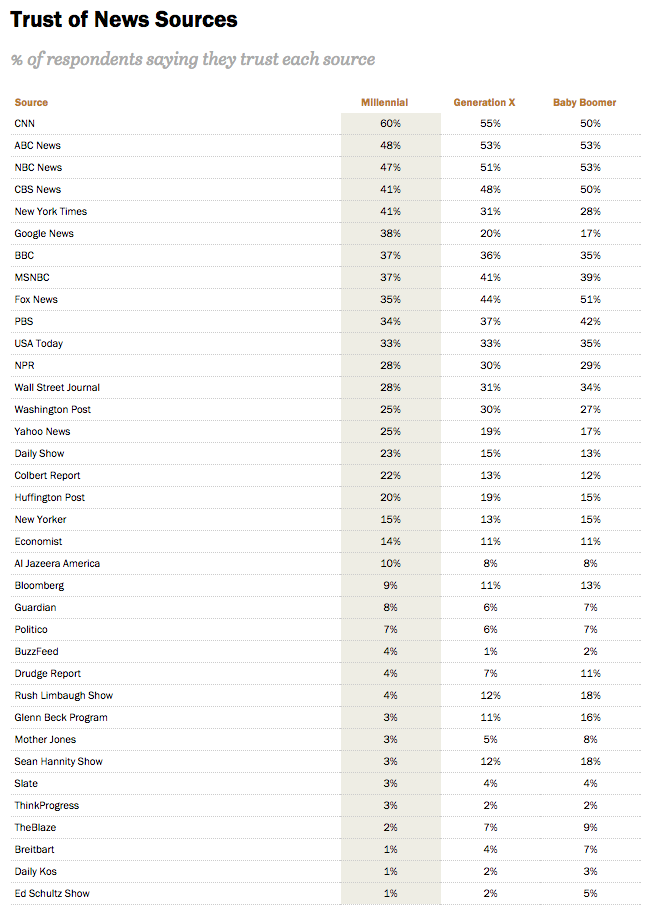 Trust of News Sources
% of respondents saying they trust each source
Source Millennial Generation X Baby Boomer
CNN 60% 55% 50%
ABC News 48% 53% 53%
NBC News 47% 51% 53%
CBS News 41% 48% 50%
New York Times 41% 31% 28%
Google News 38% 20% 17%
BBC 37% 36% 35%
MSNBC 37% 41% 39%
Fox News 35% 44% 51%
PBS 34% 37% 42%
USA Today 33% 33% 35%
NPR 28% 30% 29%
Wall Street Journal 28% 31% 34%
Washington Post 25% 30% 27%
Yahoo News 25% 19% 17%
Daily Show 23% 15% 13%
Colbert Report 22% 13% 12%
Huffington Post 20% 19% 15%
New Yorker 15% 13% 15%
Economist 14% 11% 11%
Al Jazeera America 10% 8% 8%
Bloomberg 9% 11% 13%
Guardian 8% 6% 7%
Politico 7% 6% 7%
BuzzFeed 4% 1% 2%
Drudge Report 4% 7% 11%
Rush Limbaugh Show 4% 12% 18%
Glenn Beck Program 3% 11% 16%
Mother Jones 3% 5% 8%
Sean Hannity Show 3% 12% 18%
Slate 3% 4% 4%
ThinkProgress 3% 2% 2%
TheBlaze 2% 7% 9%
Breitbart 1% 4% 7%
Daily Kos 1% 2% 3%
Ed Schultz Show 1% 2% 5%